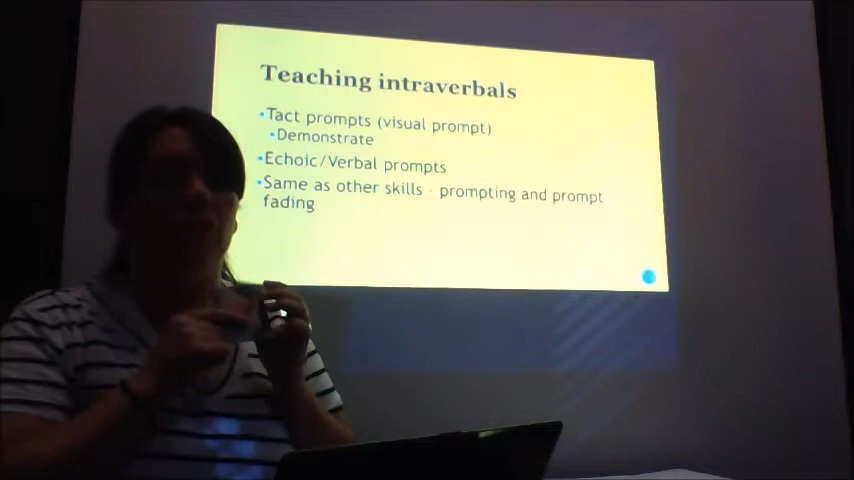 Teaching intraverbals
•Tact prompts (visual prompt)
•Demonstrate
•Echoic/Verbal prompts
•Same as other skills - prompting and prompt
fading